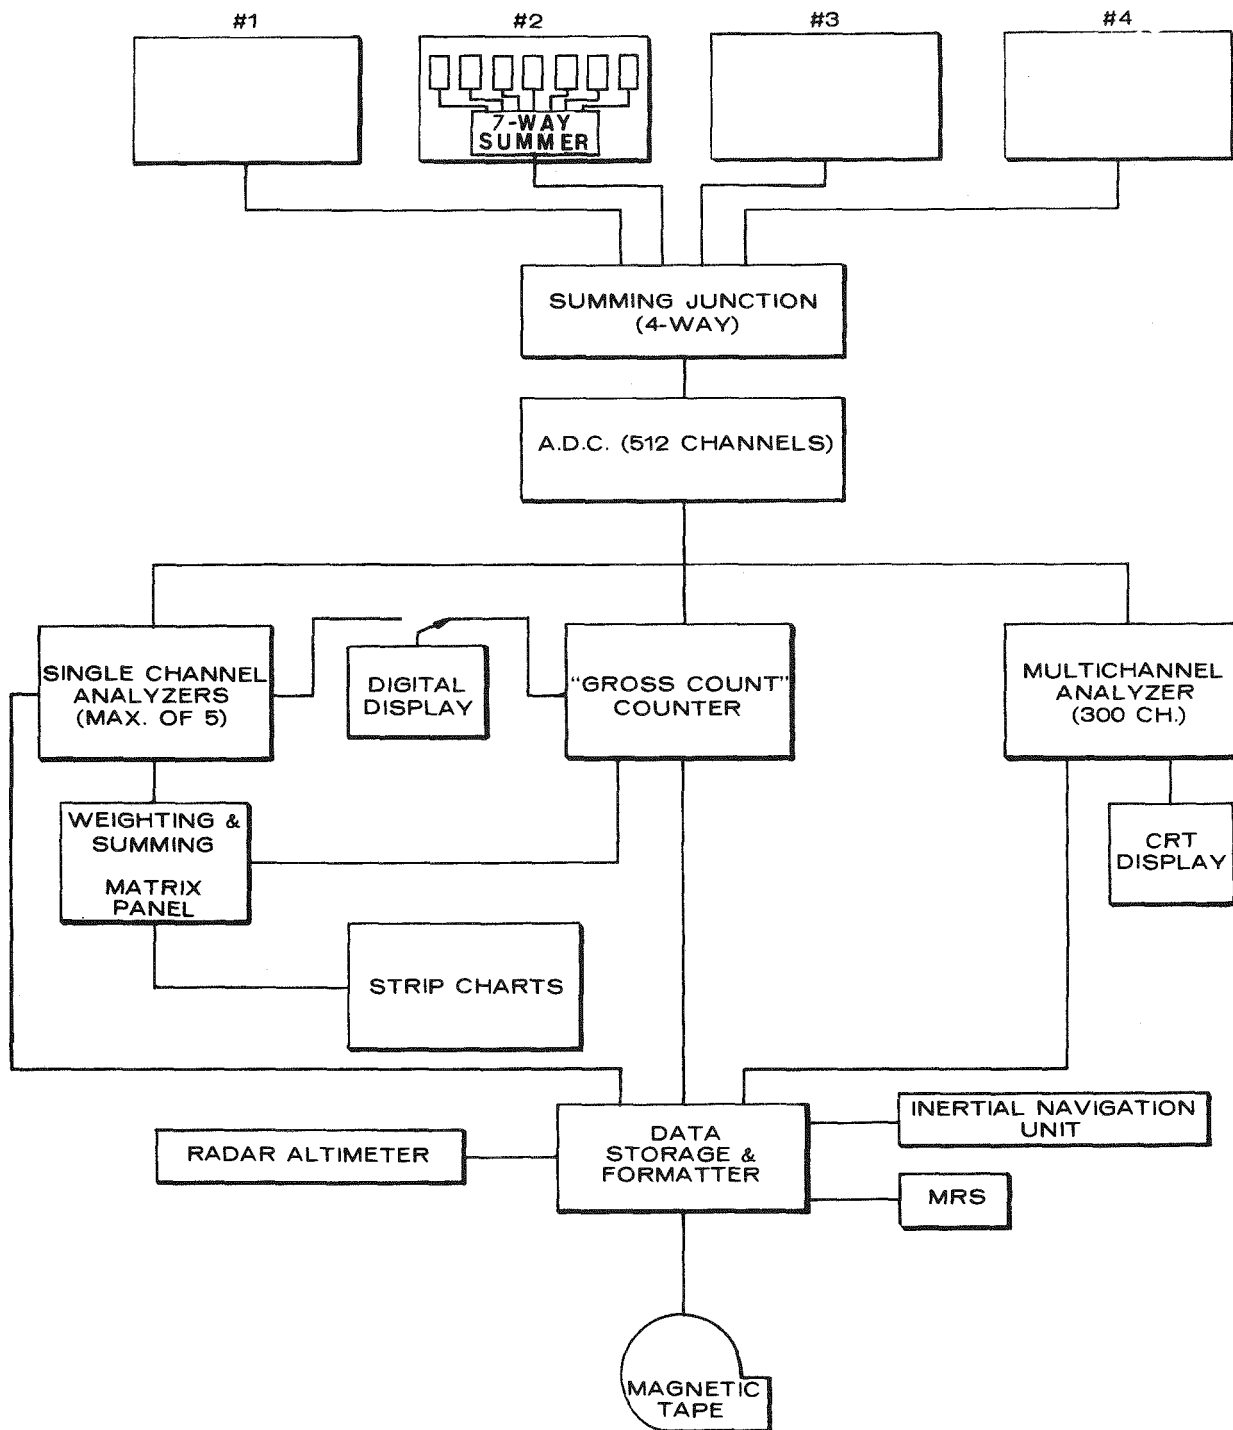 #1
#2
#3
#4
7-WAY
SUMMER
SUMMING JUNCTION
(4-WAY)
A.D.C. (512 CHANNELS)
SINGLE CHANNEL
ANALYZERS
(MAX. OF 5)
DIGITAL
DISPLAY
"GROSS COUNT"
COUNTER
MULTICHANNEL
ANALYZER
(300 CH.)
WEIGHTING &
SUMMING
MATRIX
PANEL
CRT
DISPLAY
STRIP CHARTS
RADAR ALTIMETER
DATA
STORAGE &
FORMATTER
INERTIAL NAVIGATION
UNIT
MRS
MAGNETIC
TAPE